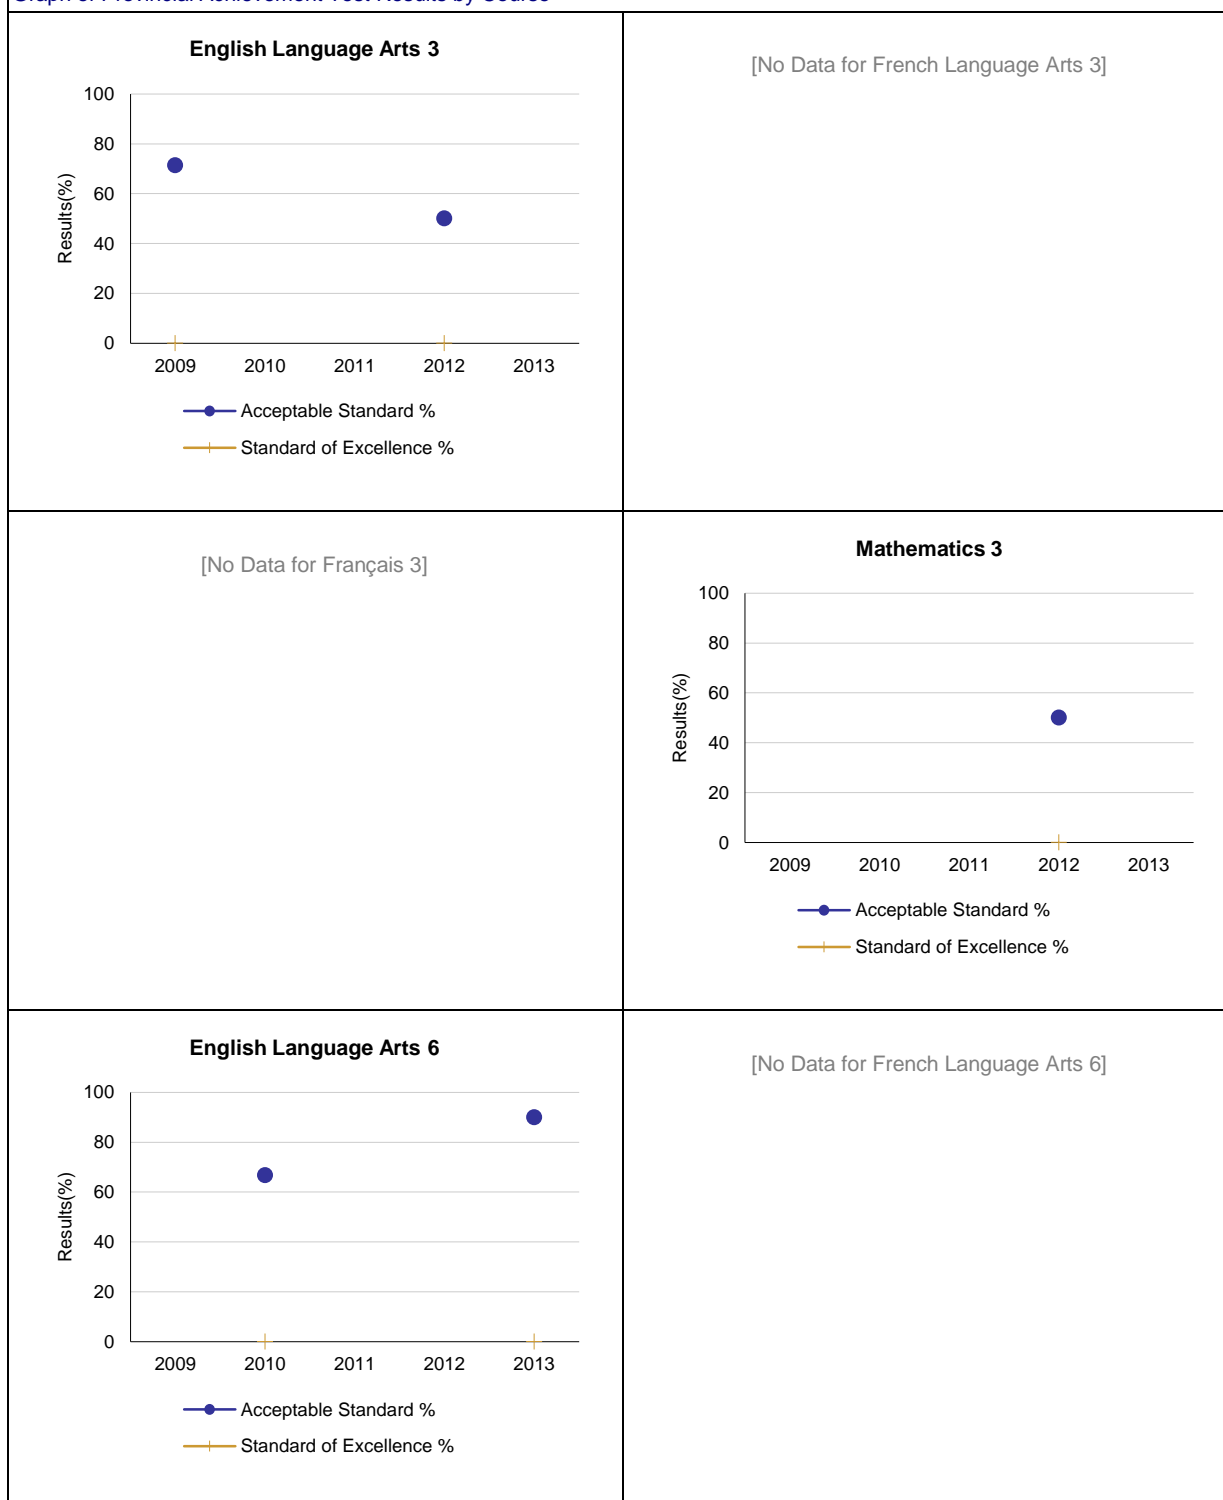 English Language Arts 3
100
80
60
40
20
0
Results(%)
2009 2010 2011 2012 2013
Acceptable Standard %
Standard of Excellence %
[No Data for French Language Arts 3]
[No Data for Français 3]
Mathematics 3
100
80
60
40
20
0
Results(%)
2009 2010 2011 2012 2013
Acceptable Standard %
Standard of Excellence %
English Language Arts 6
100
80
60
40
20
0
Results(%)
2009 2010 2011 2012 2013
Acceptable Standard %
Standard of Excellence %
[No Data for French Language Arts 6]